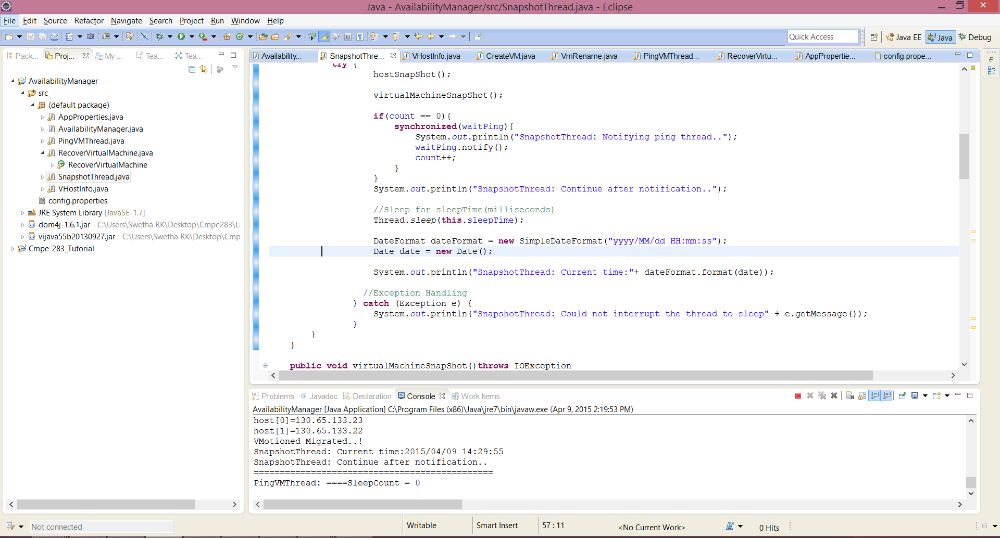 Java - AvailabilityManager/src/SnapshotThread.java - Eclipse
File Edit Source Refactor Navigate Search Project Run Window Help
Quick Access
Java EE
Java
Debug
Pack...
Proj...
My ...
Tea...
Tea...
AvailabilityManager
src
(default package)
AppProperties.java
AvailabilityManager.java
PingVMThread.java
RecoverVirtualMachine.java
RecoverVirtualMachine
SnapshotThread.java
VHostInfo.java
config.properties
JRE System Library [JavaSE-1.7]
dom4j-1.6.1.jar - C:\Users\Swetha RK\Desktop\Cmpe283\Li
vijava55b20130927.jar - C:\Users\Swetha RK\Desktop\Cmp
Cmpe-283_Tutorial
Availability...
SnapshotThre...
VHostInfo.java
CreateVM.java
VmRename.java
PingVMThread...
RecoverVirtu...
AppPropertie...
config.prope...
try {
hostSnapShot();
virtualMachineSnapShot();
if(count == 0){
synchronized(waitPing){
System.out.println("SnapshotThread: Notifying ping thread..");
waitPing.notify();
count++;
}
}
System.out.println("SnapshotThread: Continue after notification..");
//Sleep for sleepTime(milliseconds)
Thread.sleep(this.sleepTime);
DateFormat dateFormat = new SimpleDateFormat("yyyy/MM/dd HH:mm:ss");
Date date = new Date();
System.out.println("SnapshotThread: Current time:"+ dateFormat.format(date));
//Exception Handling
} catch (Exception e) {
System.out.println("SnapshotThread: Could not interrupt the thread to sleep" + e.getMessage());
}
}
}
public void virtualMachineSnapShot()throws IOException
Problems
@ Javadoc
Declaration
Console
Work Items
AvailabilityManager [Java Application] C:\Program Files (x86)\Java\jre7\bin\javaw.exe (Apr 9, 2015 2:19:53 PM)
host[0]=130.65.133.23
host[1]=130.65.133.22
VMotioned Migrated..!
SnapshotThread: Current time:2015/04/09 14:29:55
SnapshotThread: Continue after notification..
==============================================
PingVMThread: ====SleepCount = 0
Not connected
Writable
Smart Insert
57 : 11
<No Current Work>
0 Hits